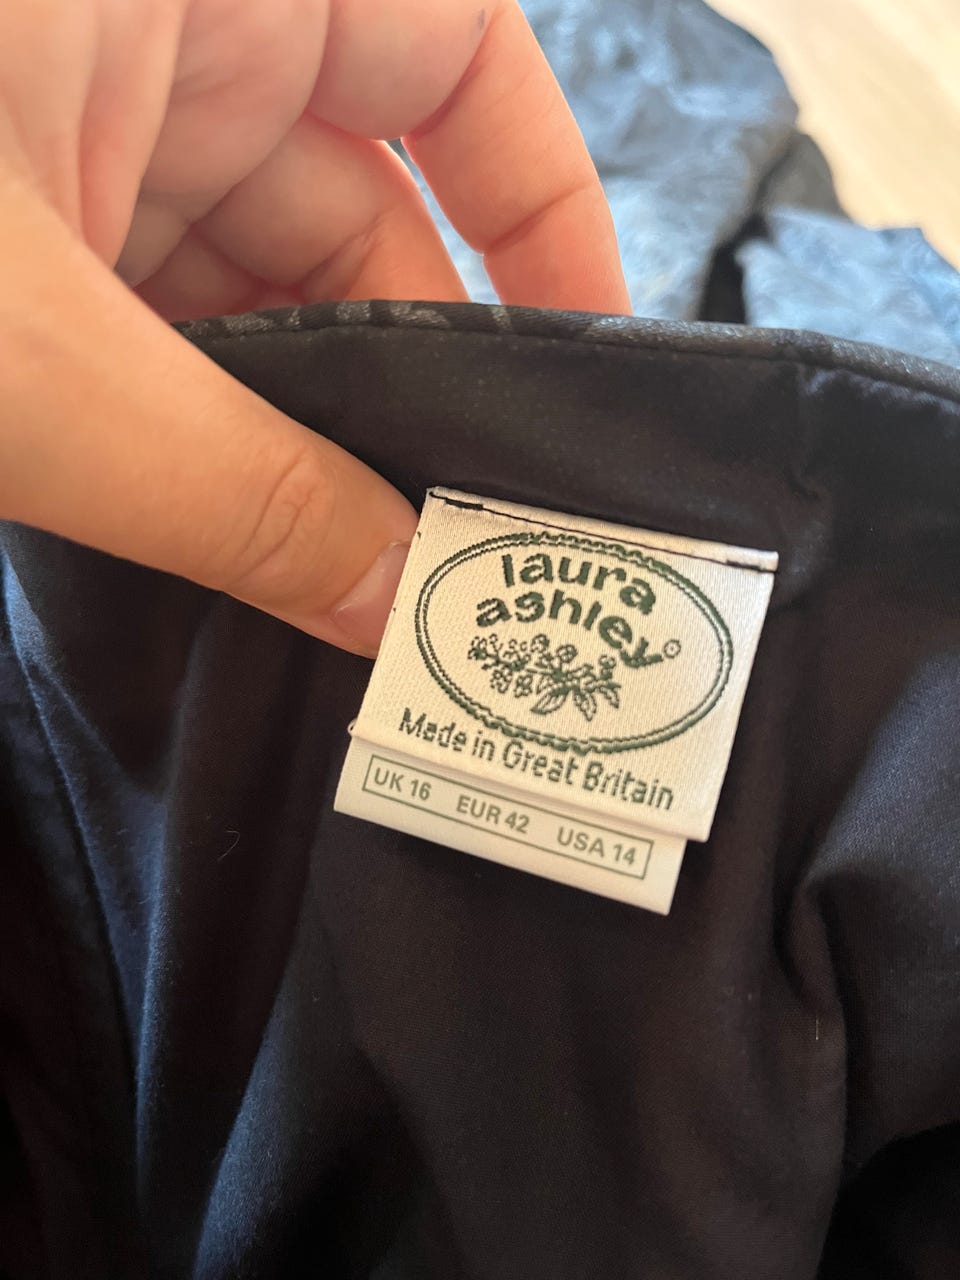 laura
ashley®
Made in Great Britain
UK 16 EUR 42 USA 14